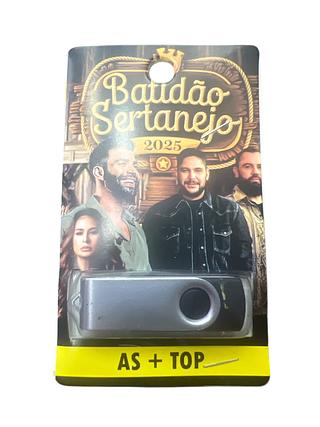 Batidão
Sertanejo
2025
AS + TOP